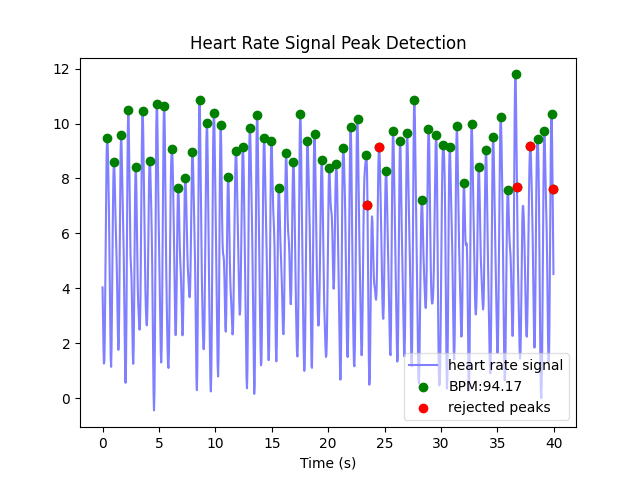 Heart Rate Signal Peak Detection
12
10
8
6
4
2
0
0 5 10 15 20 25 30 35 40
Time (s)
heart rate signal
BPM:94.17
rejected peaks